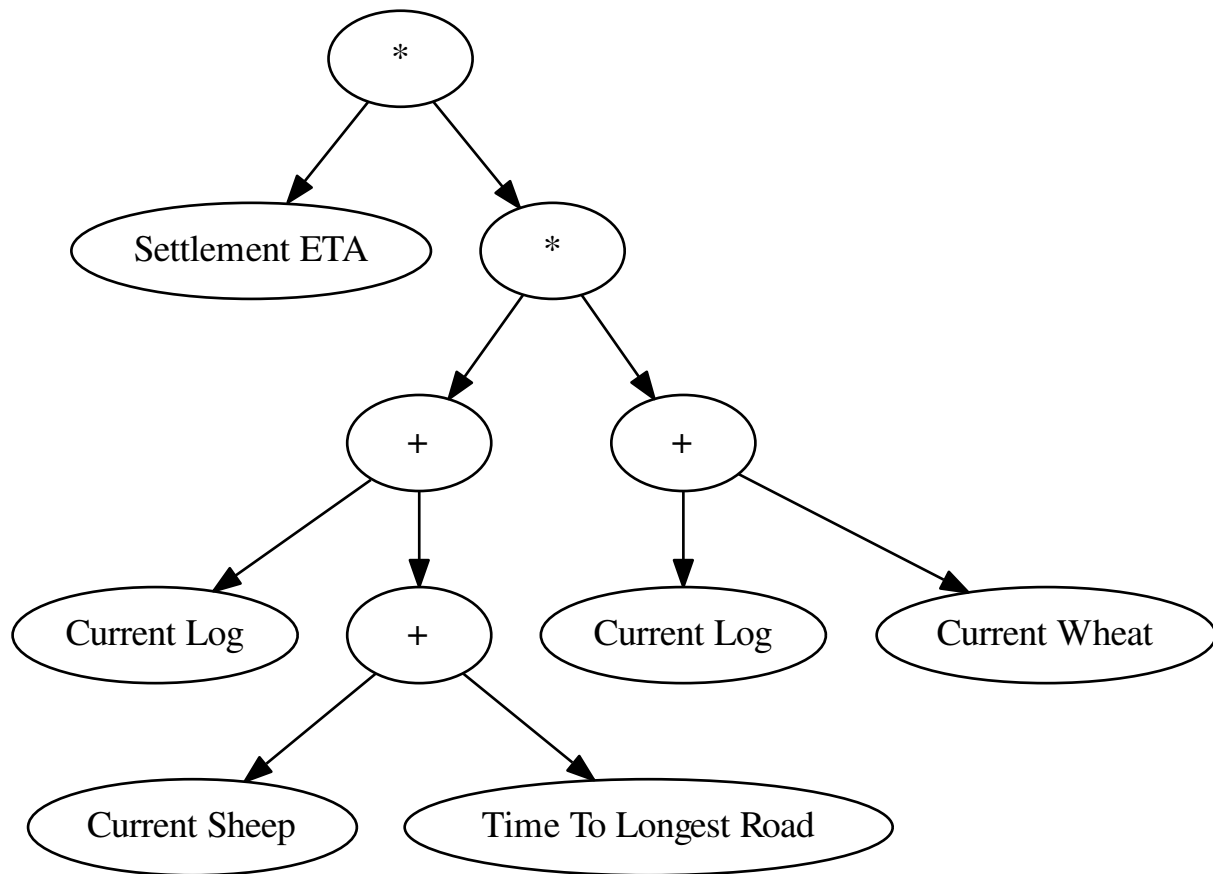 *
Settlement ETA
*
+
+
Current Log
+
Current Log
Current Wheat
Current Sheep
Time To Longest Road